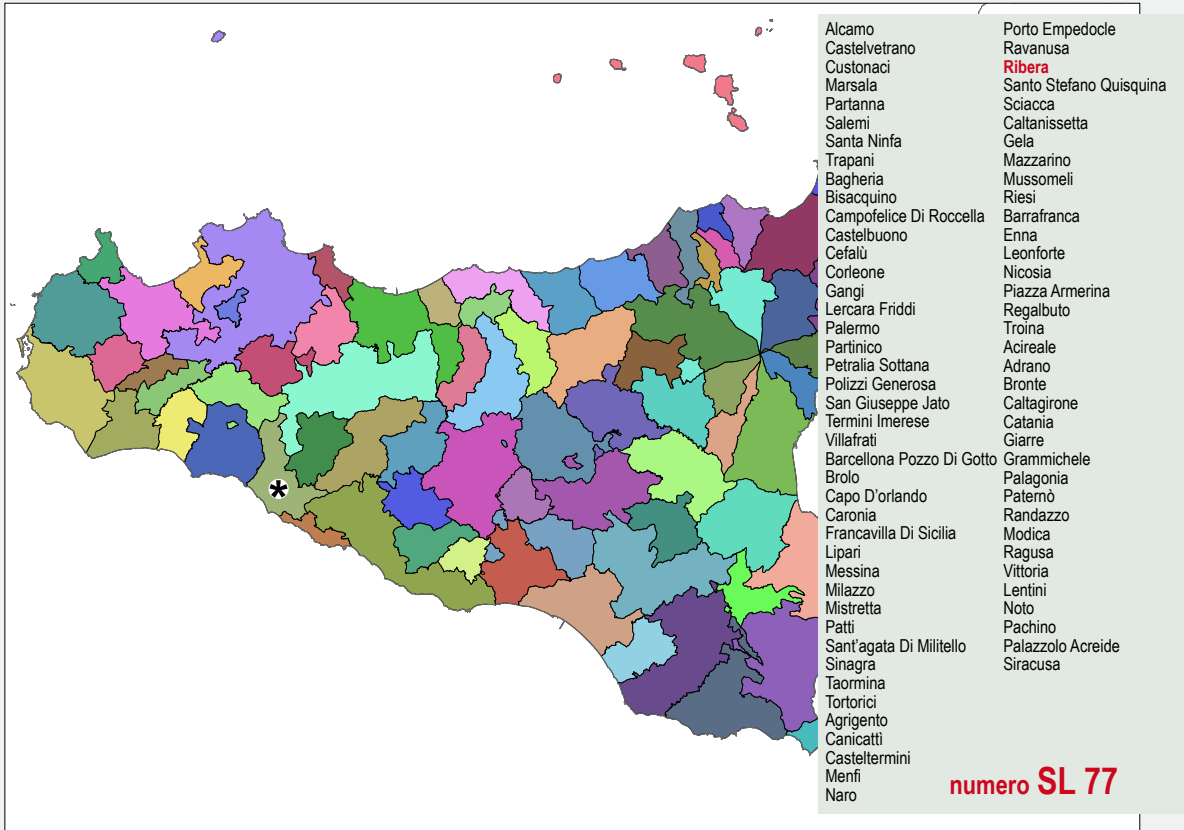 Alcamo
Castelvetrano
Custonaci
Marsala
Partanna
Salemi
Santa Ninfa
Trapani
Bagheria
Bisacquino
Campofelice Di Roccella
Castelbuono
Cefalù
Corleone
Gangi
Lercara Friddi
Palermo
Partinico
Petralia Sottana
Polizzi Generosa
San Giuseppe Jato
Termini Imerese
Villafrati
Barcellona Pozzo Di Gotto
Brolo
Capo D'orlando
Caronia
Francavilla Di Sicilia
Lipari
Messina
Milazzo
Mistretta
Patti
Sant'agata Di Militello
Sinagra
Taormina
Tortorici
Agrigento
Canicattì
Casteltermini
Menfi
Naro
Porto Empedocle
Ravanusa
Ribera
Santo Stefano Quisquina
Sciacca
Caltanissetta
Gela
Mazzarino
Mussomeli
Riesi
Barrafranca
Enna
Leonforte
Nicosia
Piazza Armerina
Regalbuto
Troina
Acireale
Adrano
Bronte
Caltagirone
Catania
Giarre
Grammichele
Palagonia
Paternò
Randazzo
Modica
Ragusa
Vittoria
Lentini
Noto
Pachino
Palazzolo Acreide
Siracusa
numero SL 77
*